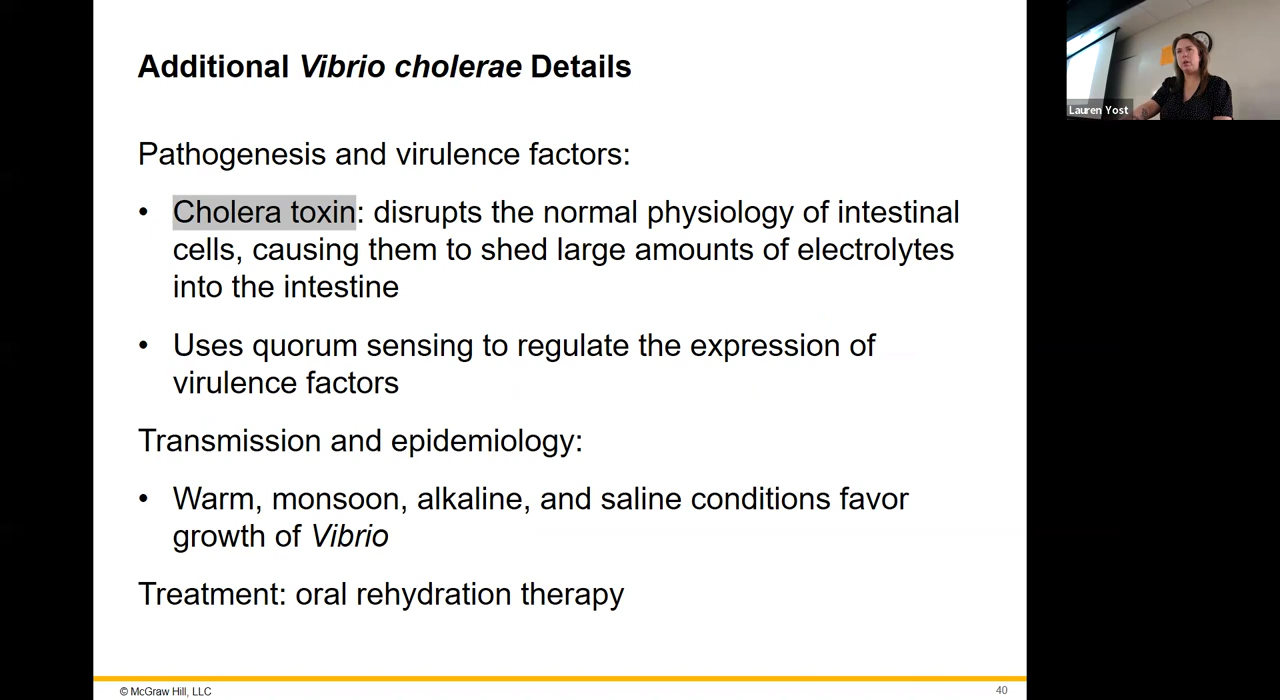 Additional Vibrio cholerae Details
Pathogenesis and virulence factors:
• Cholera toxin: disrupts the normal physiology of intestinal
cells, causing them to shed large amounts of electrolytes
into the intestine
• Uses quorum sensing to regulate the expression of
virulence factors
Transmission and epidemiology:
• Warm, monsoon, alkaline, and saline conditions favor
growth of Vibrio
Treatment: oral rehydration therapy
© McGraw Hill, LLC
40
Lauren Yost